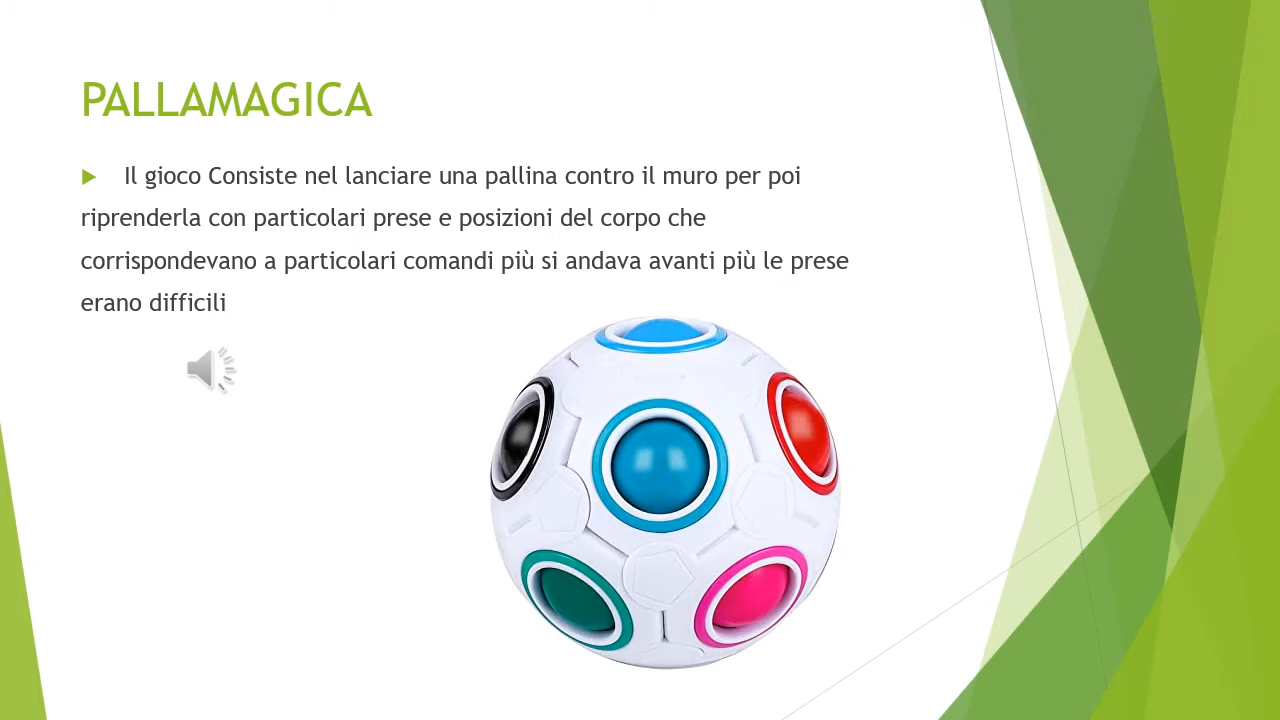 PALLAMAGICA
Il gioco Consiste nel lanciare una pallina contro il muro per poi
riprenderla con particolari prese e posizioni del corpo che
corrispondevano a particolari comandi più si andava avanti più le prese
erano difficili